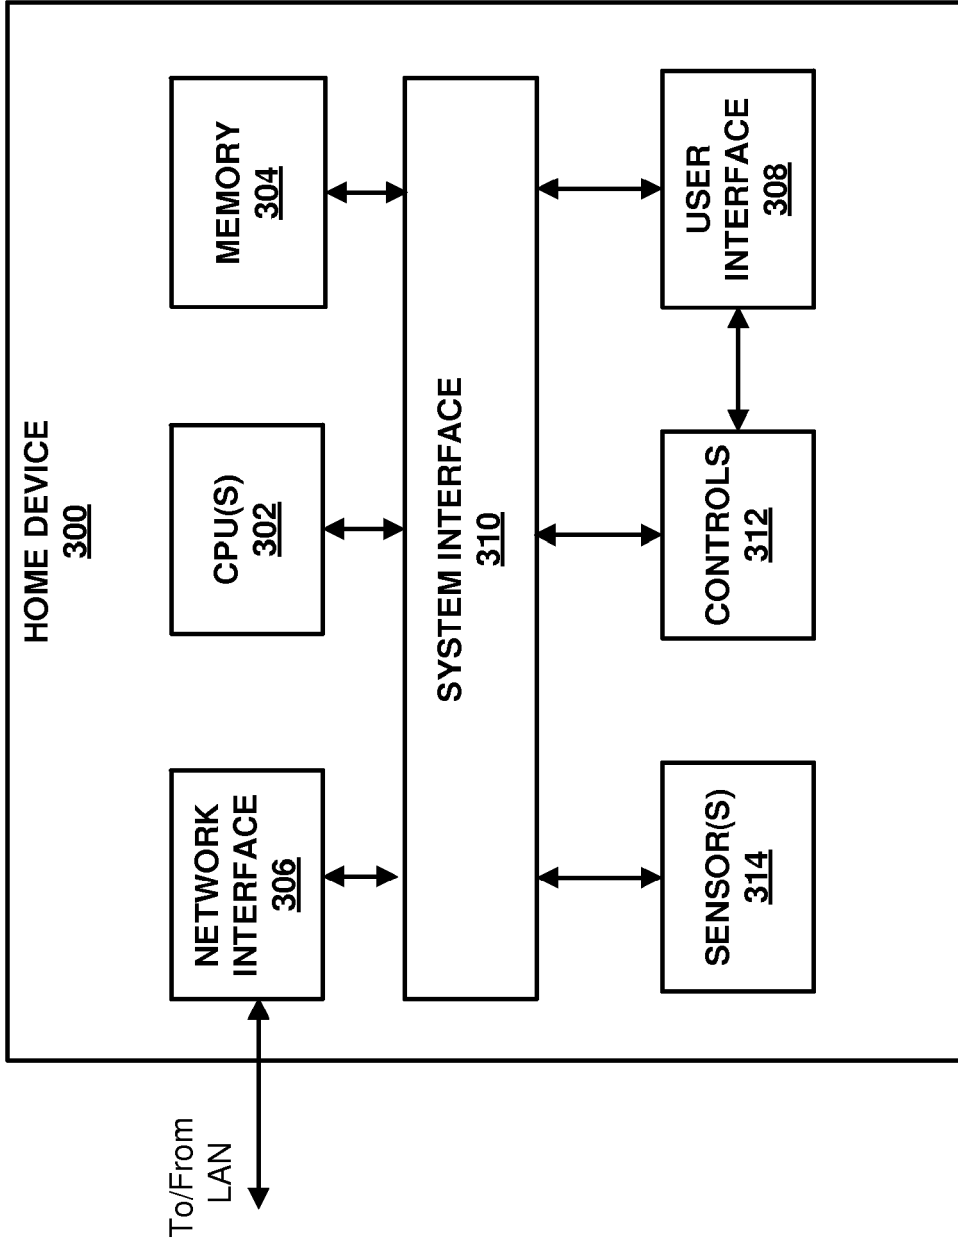 HOME DEVICE
300
To/From
LAN
NETWORK
INTERFACE
306
CPU(S)
302
MEMORY
304
SYSTEM INTERFACE
310
SENSOR(S)
314
CONTROLS
312
USER
INTERFACE
308